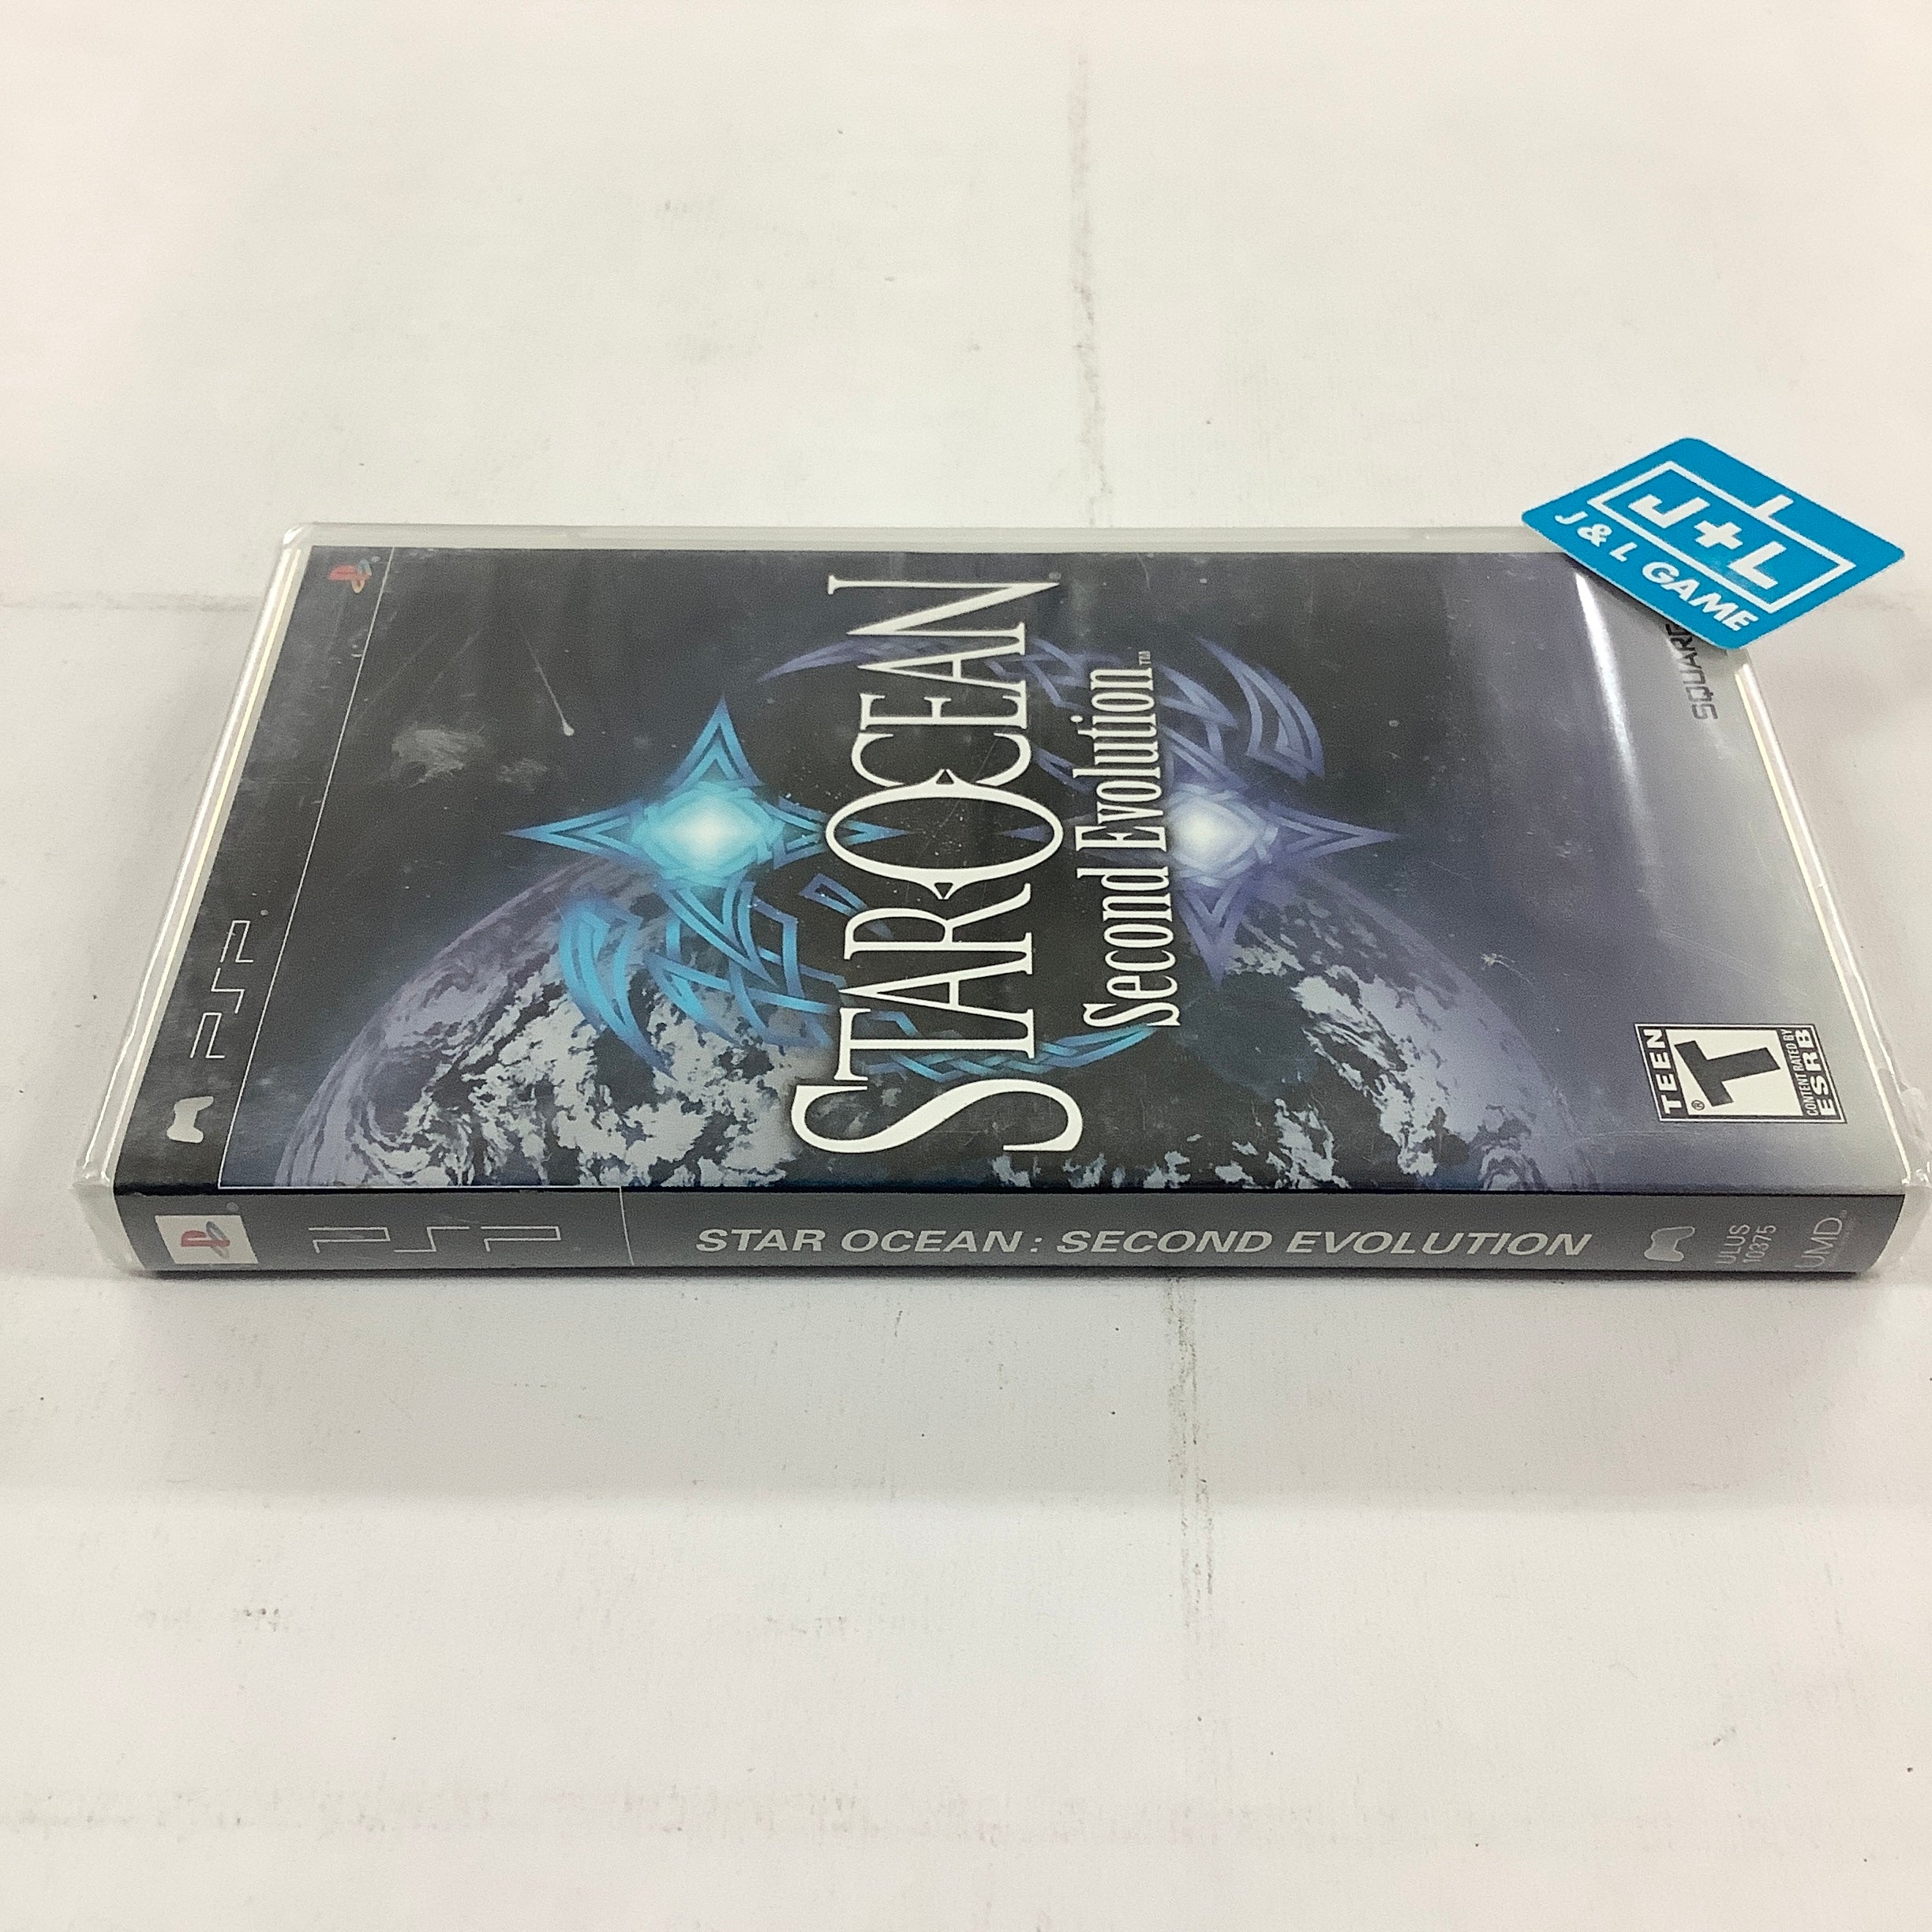 PSP
STAR OCEAN®
Second Evolution™
SQUARE
TEEN
T
®
CONTENT RATED BY
ESRB
J+L
J & L GAME
PSP
STAR OCEAN : SECOND EVOLUTION
ULUS
10375
UMD